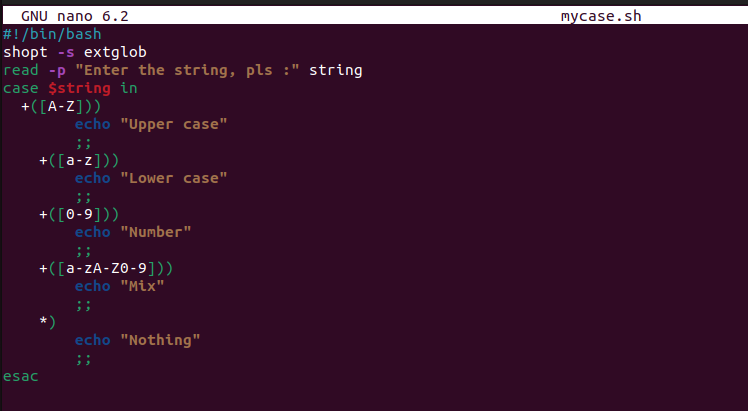 GNU nano 6.2 mycase.sh
#!/bin/bash
shopt -s extglob
read -p "Enter the string, pls :" string
case $string in
  +([A-Z]))
        echo "Upper case"
        ;;
    +([a-z]))
        echo "Lower case"
        ;;
    +([0-9]))
        echo "Number"
        ;;
    +([a-zA-Z0-9]))
        echo "Mix"
        ;;
    *)
        echo "Nothing"
        ;;
esac